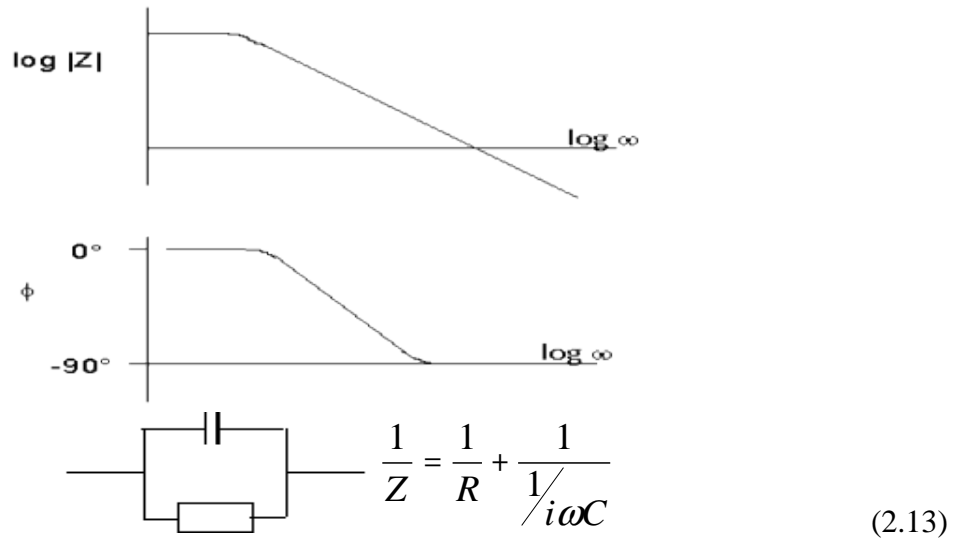 log |Z|
log ∞
0°
ϕ
-90°
log ∞
1/Z = 1/R + 1/(1/iωC)
(2.13)